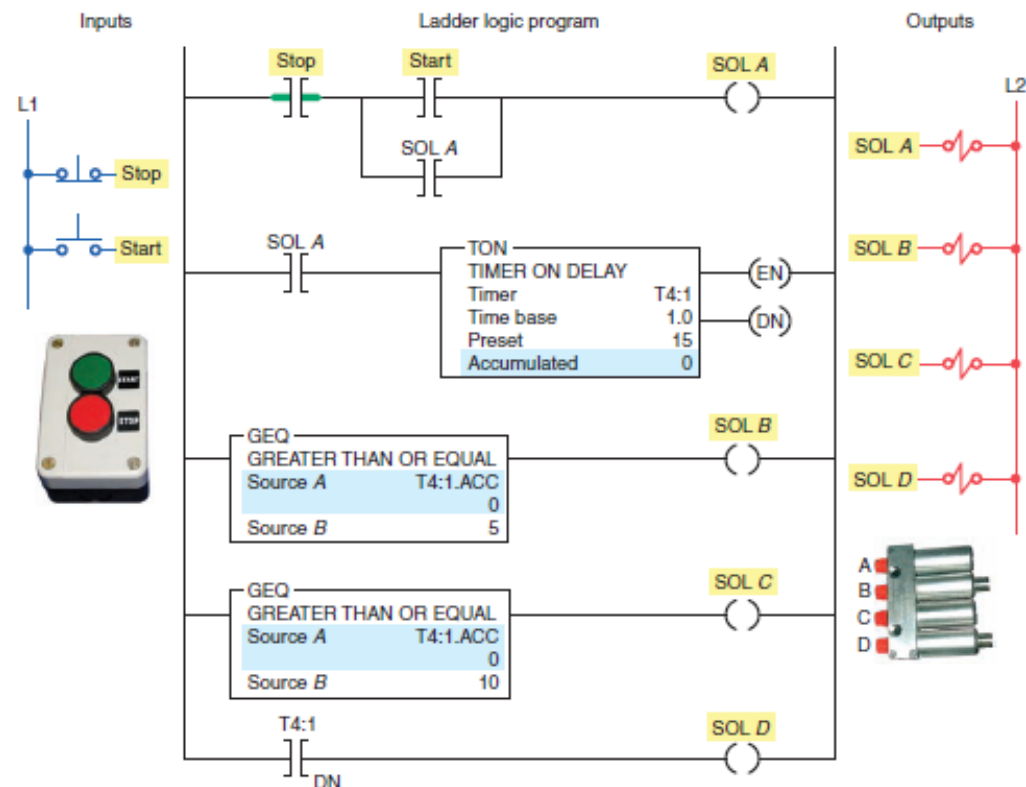 Inputs
Ladder logic program
Outputs
L1
Stop
Start
Stop
Start
SOL A
SOL A
SOL A
TON
TIMER ON DELAY
Timer T4:1
Time base 1.0
Preset 15
Accumulated 0
EN
DN
GEQ
GREATER THAN OR EQUAL
Source A T4:1.ACC
0
Source B 5
SOL B
GEQ
GREATER THAN OR EQUAL
Source A T4:1.ACC
0
Source B 10
SOL C
T4:1
DN
SOL D
L2
SOL A
SOL B
SOL C
SOL D
START
STOP
A
B
C
D